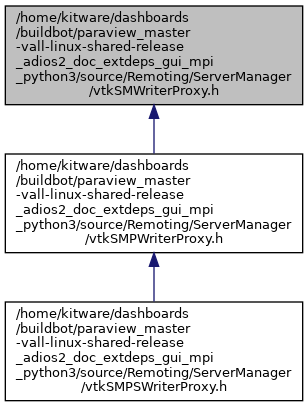 /home/kitware/dashboards
/buildbot/paraview_master
-vall-linux-shared-release
_adios2_doc_extdeps_gui_mpi
_python3/source/Remoting/ServerManager
/vtkSMWriterProxy.h
/home/kitware/dashboards
/buildbot/paraview_master
-vall-linux-shared-release
_adios2_doc_extdeps_gui_mpi
_python3/source/Remoting/ServerManager
/vtkSMPWriterProxy.h
/home/kitware/dashboards
/buildbot/paraview_master
-vall-linux-shared-release
_adios2_doc_extdeps_gui_mpi
_python3/source/Remoting/ServerManager
/vtkSMPSWriterProxy.h